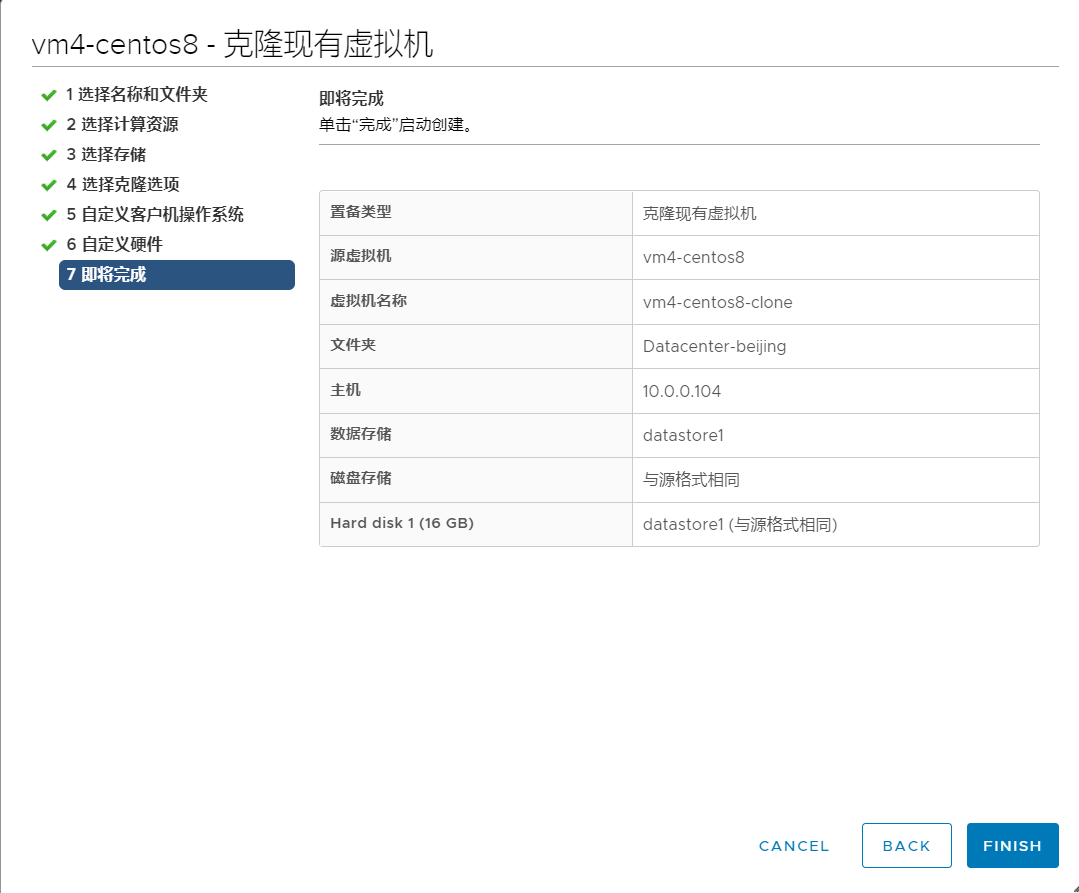 vm4-centos8 - 克隆现有虚拟机
1 选择名称和文件夹
2 选择计算资源
3 选择存储
4 选择克隆选项
5 自定义客户机操作系统
6 自定义硬件
7 即将完成
即将完成
单击“完成”启动创建。
置备类型 克隆现有虚拟机
源虚拟机 vm4-centos8
虚拟机名称 vm4-centos8-clone
文件夹 Datacenter-beijing
主机 10.0.0.104
数据存储 datastore1
磁盘存储 与源格式相同
Hard disk 1 (16 GB) datastore1 (与源格式相同)
CANCEL BACK FINISH